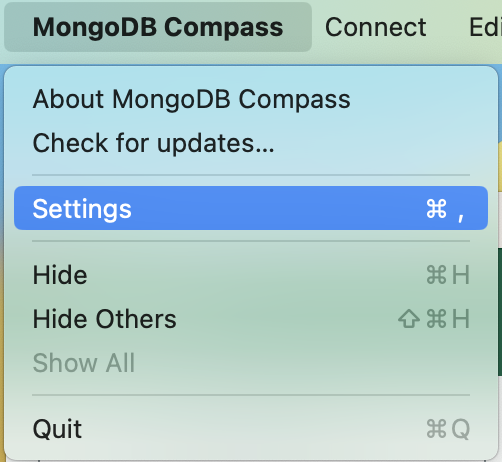 MongoDB Compass Connect Edi
About MongoDB Compass
Check for updates...
Settings ⌘ ,
Hide ⌘H
Hide Others ⇧⌘H
Show All
Quit ⌘Q